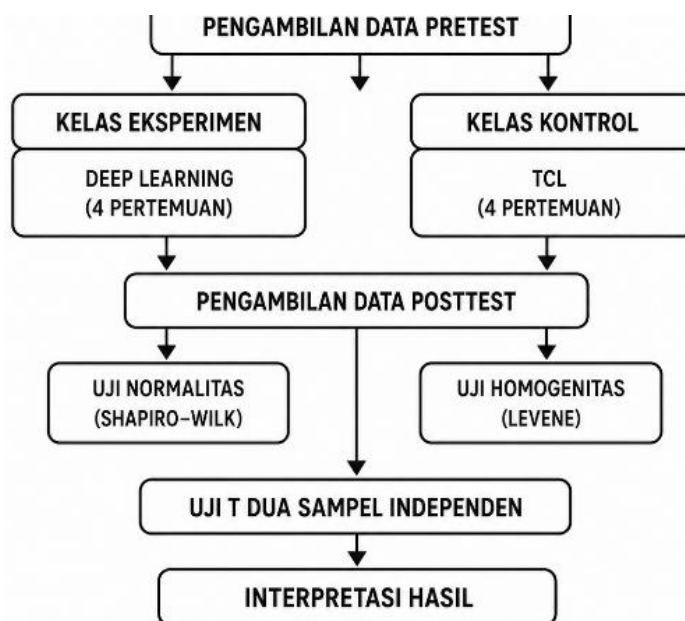 PENGAMBILAN DATA PRETEST
KELAS EKSPERIMEN
DEEP LEARNING
(4 PERTEMUAN)
KELAS KONTROL
TCL
(4 PERTEMUAN)
PENGAMBILAN DATA POSTTEST
UJI NORMALITAS
(SHAPIRO–WILK)
UJI HOMOGENITAS
(LEVENE)
UJI T DUA SAMPEL INDEPENDEN
INTERPRETASI HASIL